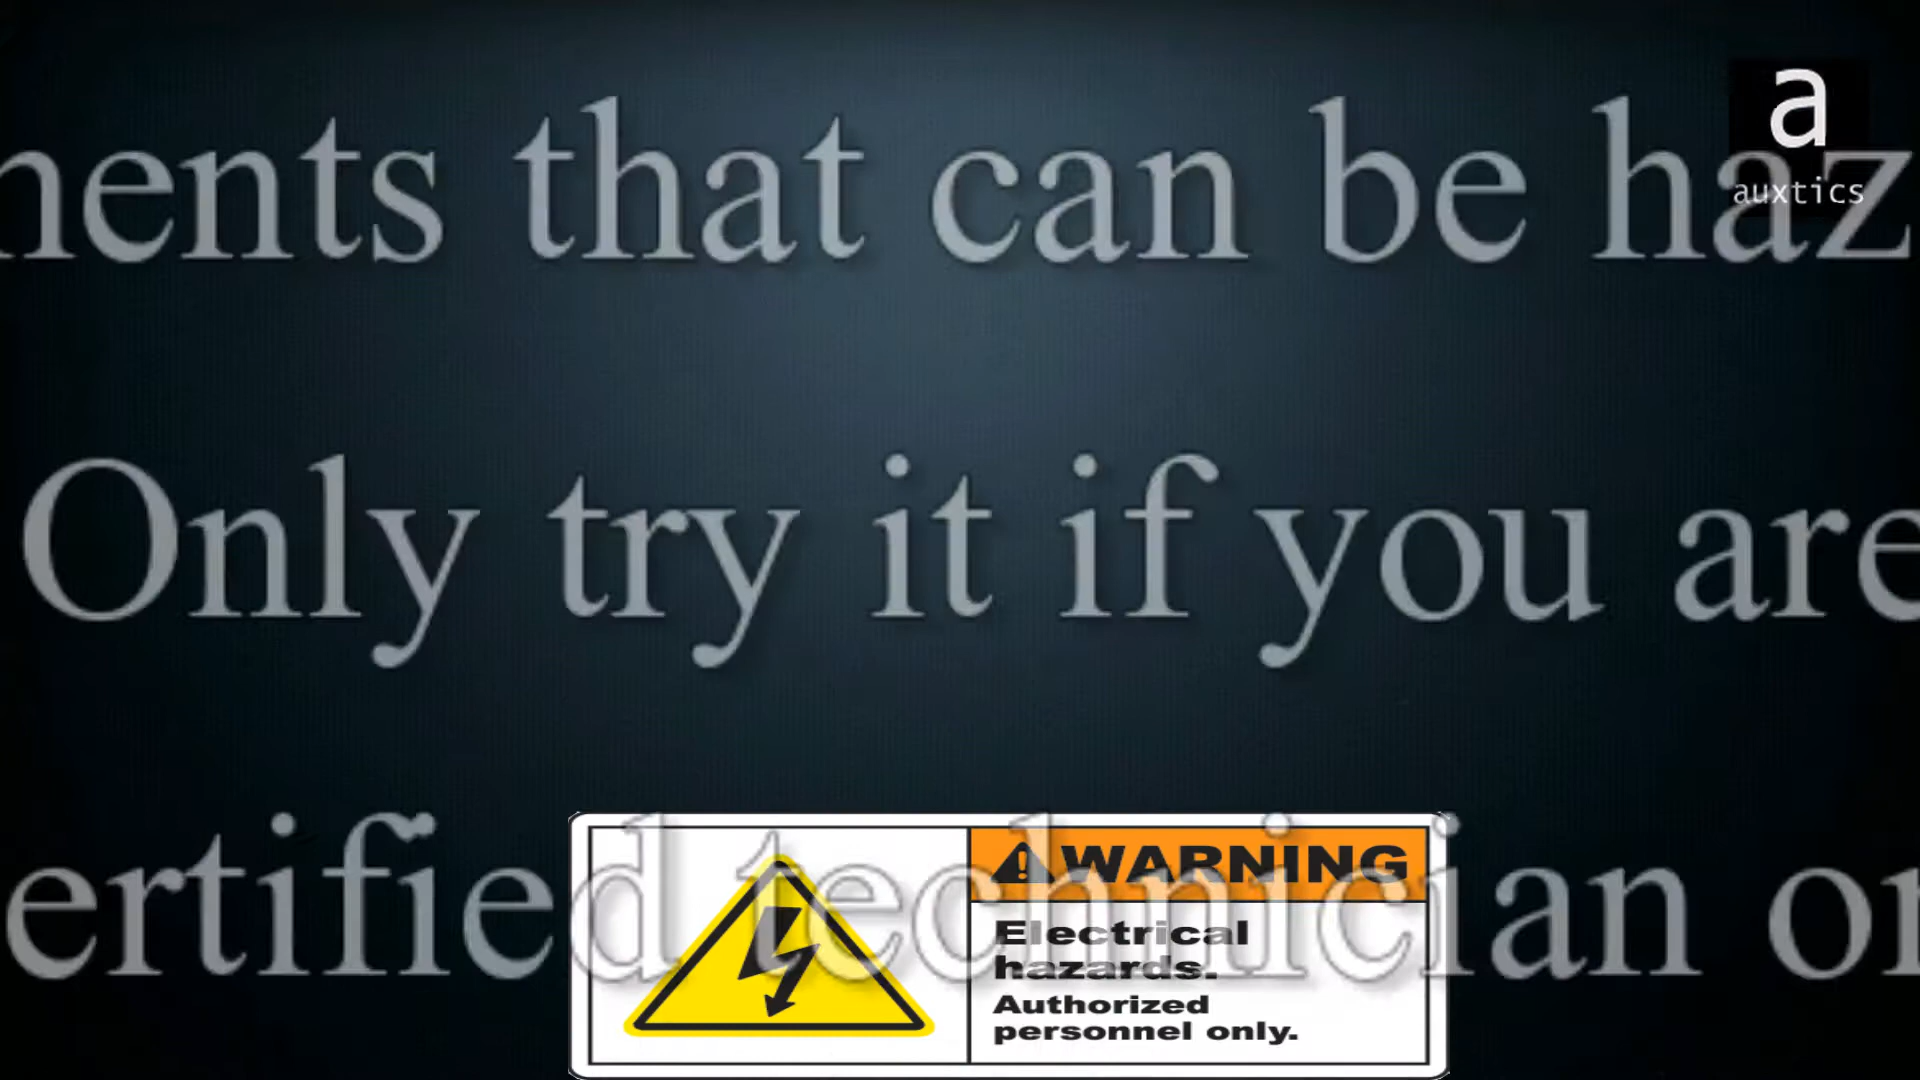 nents that can be haz
a
auxtics
Only try it if you are
ertified technician or
WARNING
Electrical
hazards.
Authorized
personnel only.